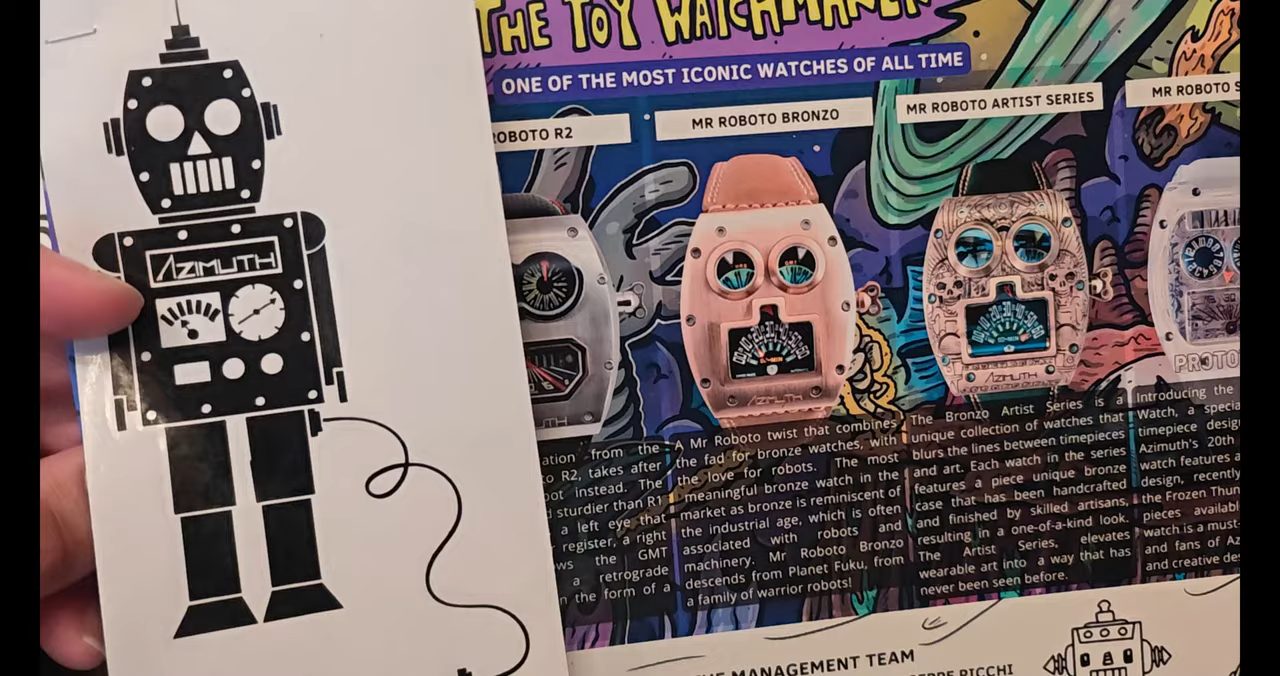 THE TOY WATCHMAKER
ONE OF THE MOST ICONIC WATCHES OF ALL TIME
AZIMUTH
ROBOTO R2
from the
R2, takes after
instead. The
sturdier than R1
a left eye that
register, a right
the GMT
a retrograde
the form of a
MR ROBOTO BRONZO
AZIMUTH
A Mr Roboto twist that combines
the fad for bronze watches, with
the love for robots. The most
meaningful bronze watch in the
market as bronze is reminiscent of
the industrial age, which is often
associated with robots and
machinery. Mr Roboto Bronzo
descends from Planet Fuku, from
a family of warrior robots!
MR ROBOTO ARTIST SERIES
AZIMUTH
The Bronzo Artist Series is a
unique collection of watches that
blurs the lines between timepieces
and art. Each watch in the series
features a piece unique bronze
case that has been handcrafted
and finished by skilled artisans,
resulting in a one-of-a-kind look.
The Artist Series, elevates
wearable art into a way that has
never been seen before.
MR ROBOTO S
PROTO
Introducing the
Watch, a
timepiece
Azimuth's 20th
watch features a
design, recently
the Frozen
pieces
watch is a
and fans of
and creative
MANAGEMENT TEAM
PICCHI